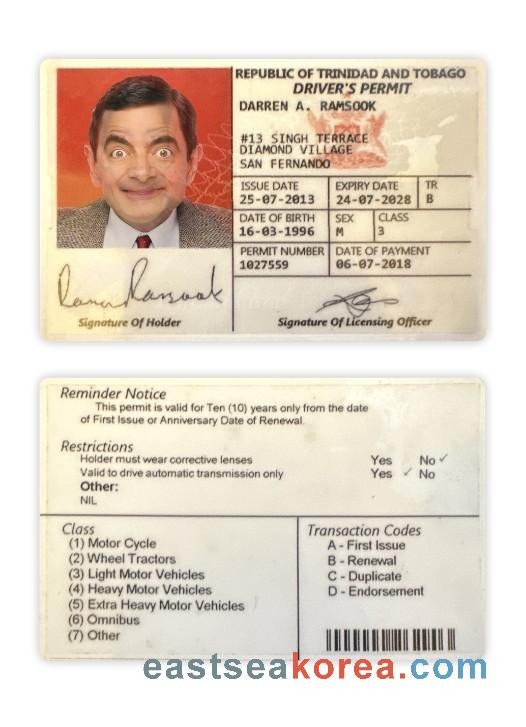 REPUBLIC OF TRINIDAD AND TOBAGO
DRIVER'S PERMIT
DARREN A. RAMSOOK
#13 SINGH TERRACE
DIAMOND VILLAGE
SAN FERNANDO
ISSUE DATE EXPIRY DATE TR
25-07-2013 24-07-2028 B
DATE OF BIRTH SEX CLASS
16-03-1996 M 3
PERMIT NUMBER DATE OF PAYMENT
1027559 06-07-2018
Signature Of Holder Signature Of Licensing Officer
Reminder Notice
This permit is valid for Ten (10) years only from the date
of First Issue or Anniversary Date of Renewal.
Restrictions
Holder must wear corrective lenses Yes No ✓
Valid to drive automatic transmission only Yes ✓ No
Other:
NIL
Class
(1) Motor Cycle
(2) Wheel Tractors
(3) Light Motor Vehicles
(4) Heavy Motor Vehicles
(5) Extra Heavy Motor Vehicles
(6) Omnibus
(7) Other
Transaction Codes
A - First Issue
B - Renewal
C - Duplicate
D - Endorsement
eastseakorea.com